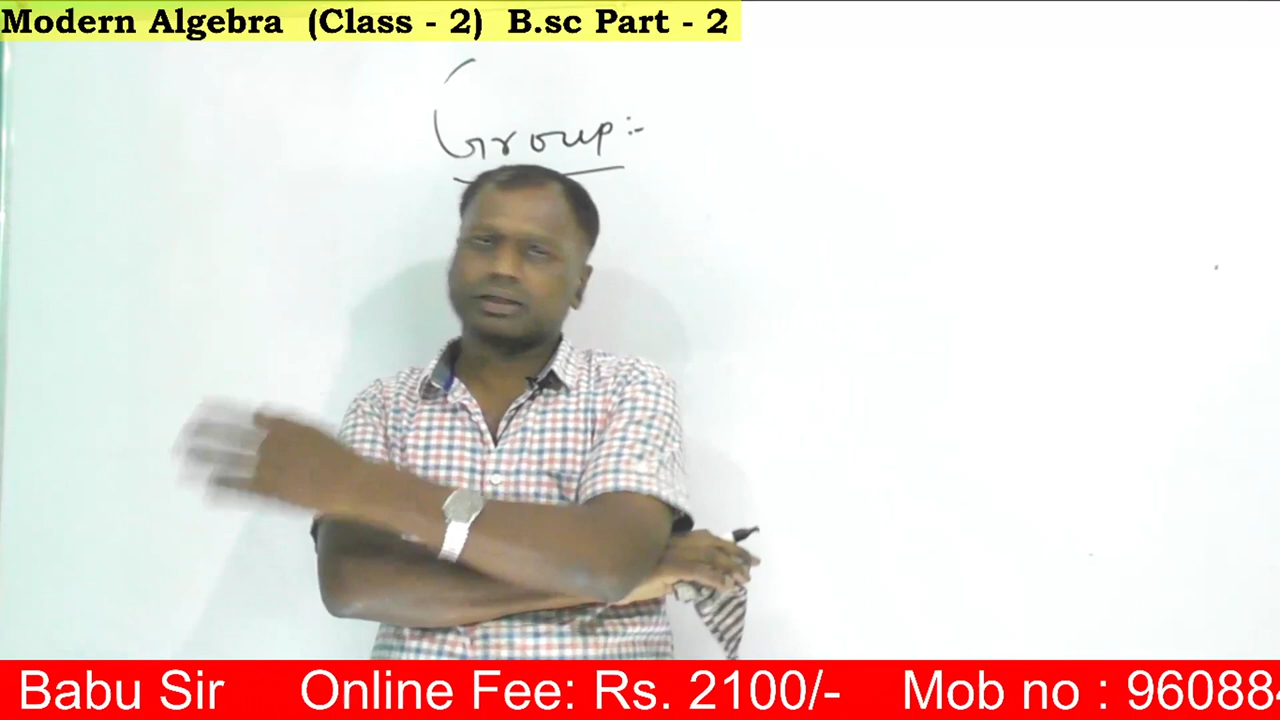 Modern Algebra (Class - 2) B.sc Part - 2
Group :-
Babu Sir Online Fee: Rs. 2100/- Mob no : 96088